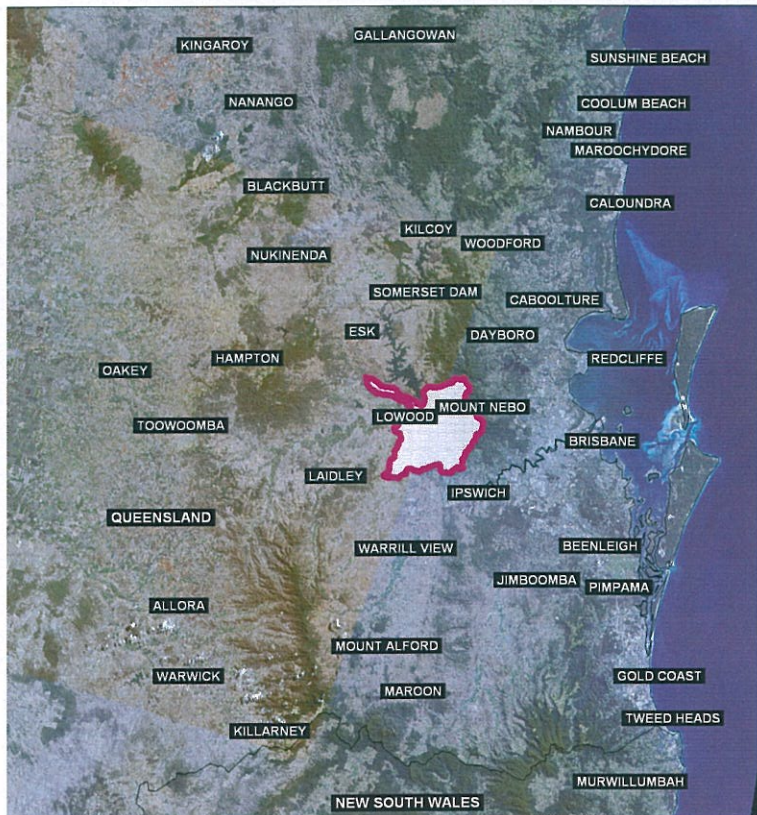 GALLANGOWAN
KINGAROY
SUNSHINE BEACH
NANANGO
COOLUM BEACH
NAMBOUR
MAROOCHYDORE
BLACKBUTT
CALOUNDRA
KILCOY
WOODFORD
NUKINENDA
SOMERSET DAM
CABOOLTURE
ESK
DAYBORO
HAMPTON
REDCLIFFE
OAKEY
MOUNT NEBO
LOWOOD
TOOWOOMBA
BRISBANE
LAIDLEY
IPSWICH
QUEENSLAND
WARRILL VIEW
BEENLEIGH
JIMBOOMBA
PIMPAMA
ALLORA
MOUNT ALFORD
WARWICK
GOLD COAST
MAROON
TWEED HEADS
KILLARNEY
MURWILLUMBAH
NEW SOUTH WALES